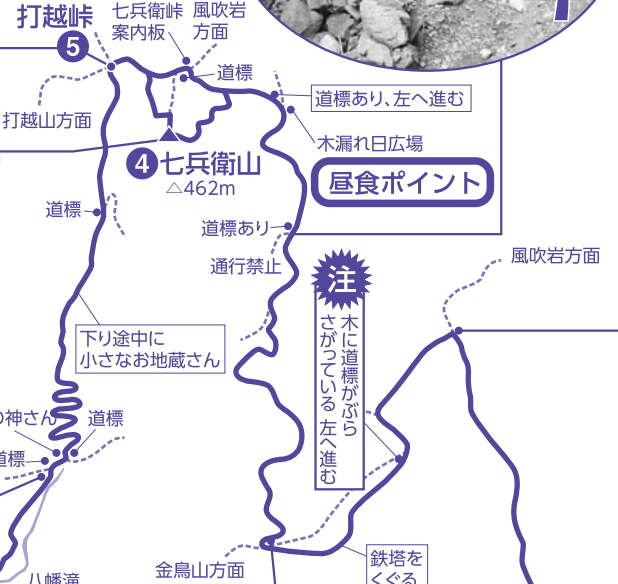 打越峠
5
七兵衛峠
案内板
風吹岩
方面
道標
道標あり、左へ進む
打越山方面
木漏れ日広場
4 七兵衛山
△462m
昼食ポイント
道標
道標あり
通行禁止
風吹岩方面
注
木に道標がぶら
さがっている 左へ進む
下り途中に
小さなお地蔵さん
の神さん
道標
道標
金鳥山方面
鉄塔を
くぐる
八幡滝